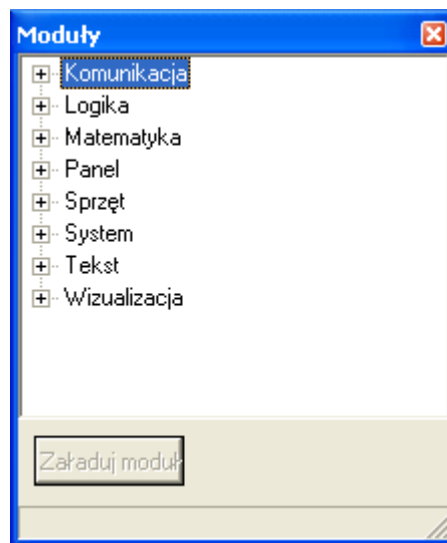 Moduły
Komunikacja
Logika
Matematyka
Panel
Sprzęt
System
Tekst
Wizualizacja
Załaduj moduł